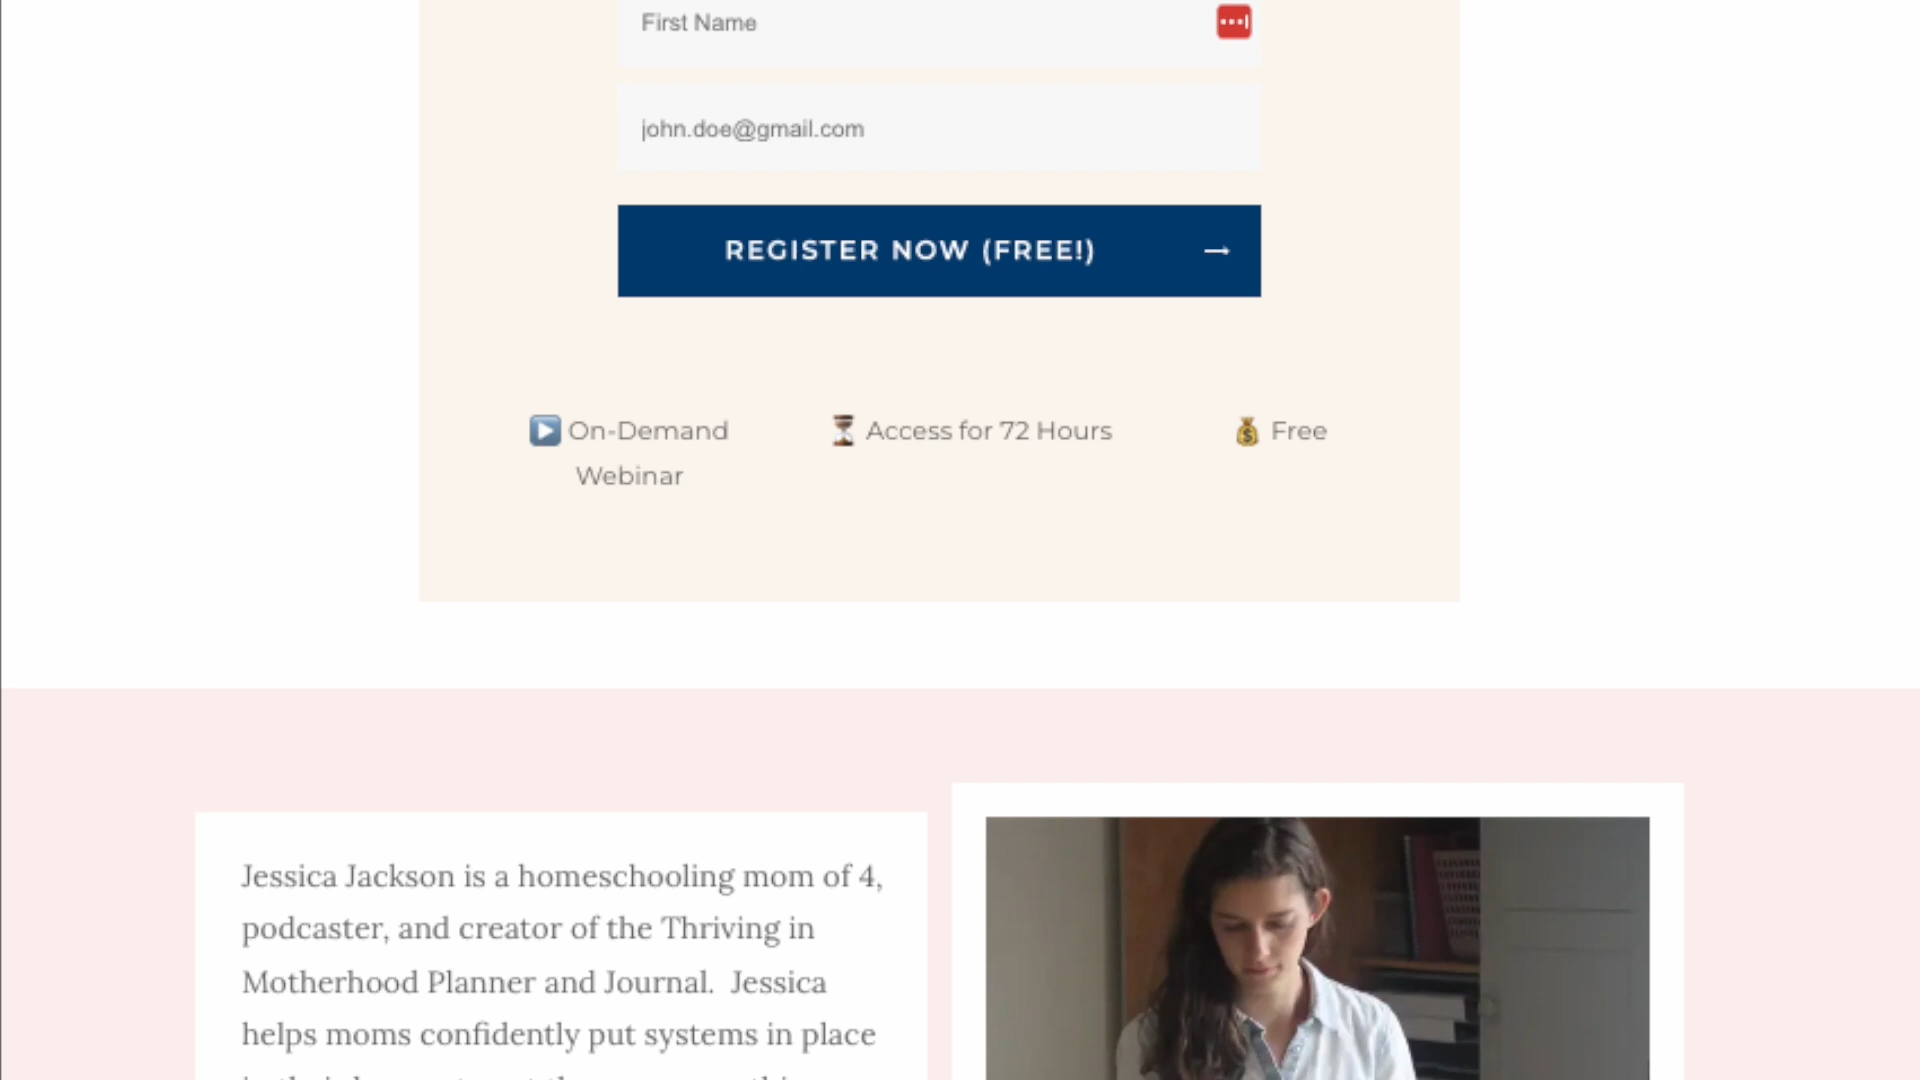 First Name
john.doe@gmail.com
REGISTER NOW (FREE!) →
▶️ On-Demand Webinar
⏳ Access for 72 Hours
💰 Free
Jessica Jackson is a homeschooling mom of 4,
podcaster, and creator of the Thriving in
Motherhood Planner and Journal.  Jessica
helps moms confidently put systems in place